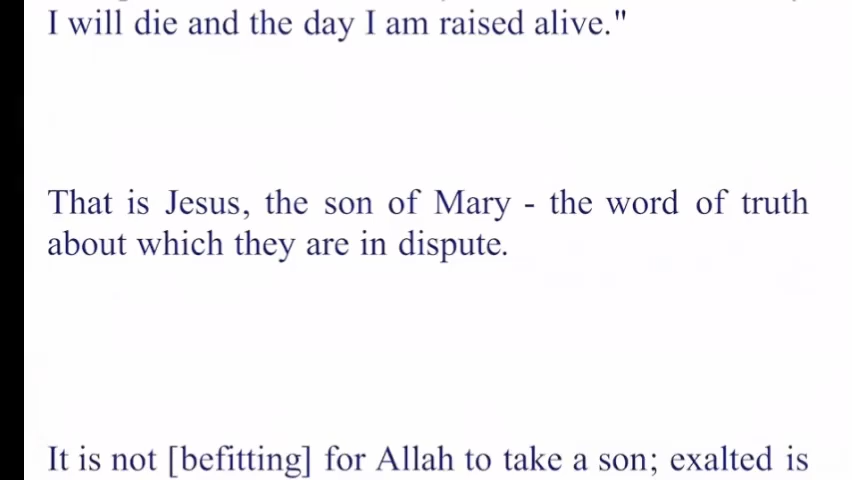 I will die and the day I am raised alive."
That is Jesus, the son of Mary - the word of truth
about which they are in dispute.
It is not [befitting] for Allah to take a son; exalted is